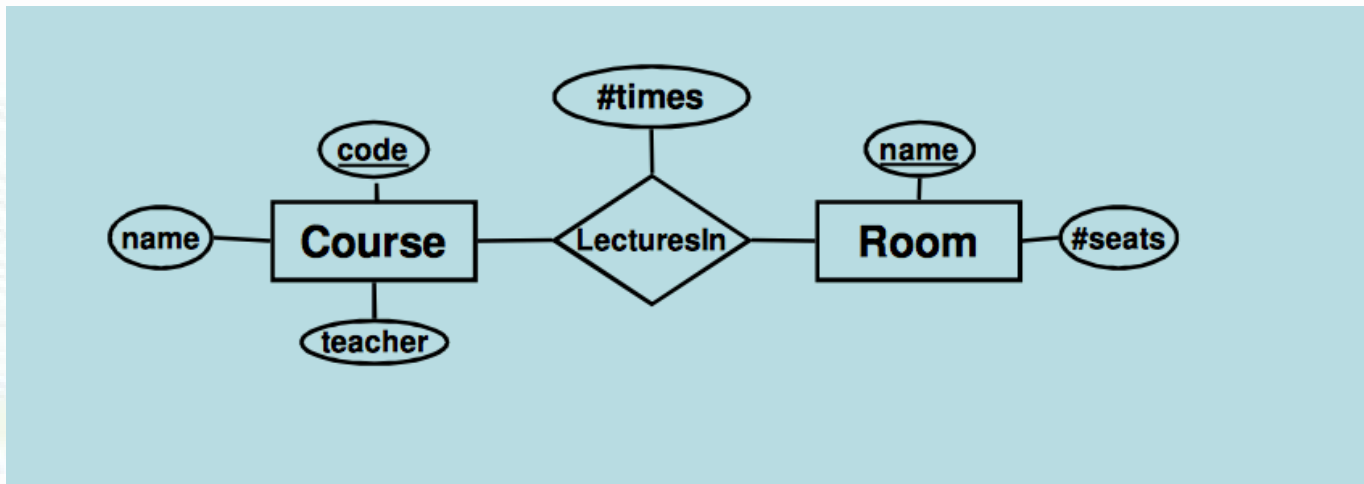 #times
code
name
name
Course
LecturesIn
Room
#seats
teacher